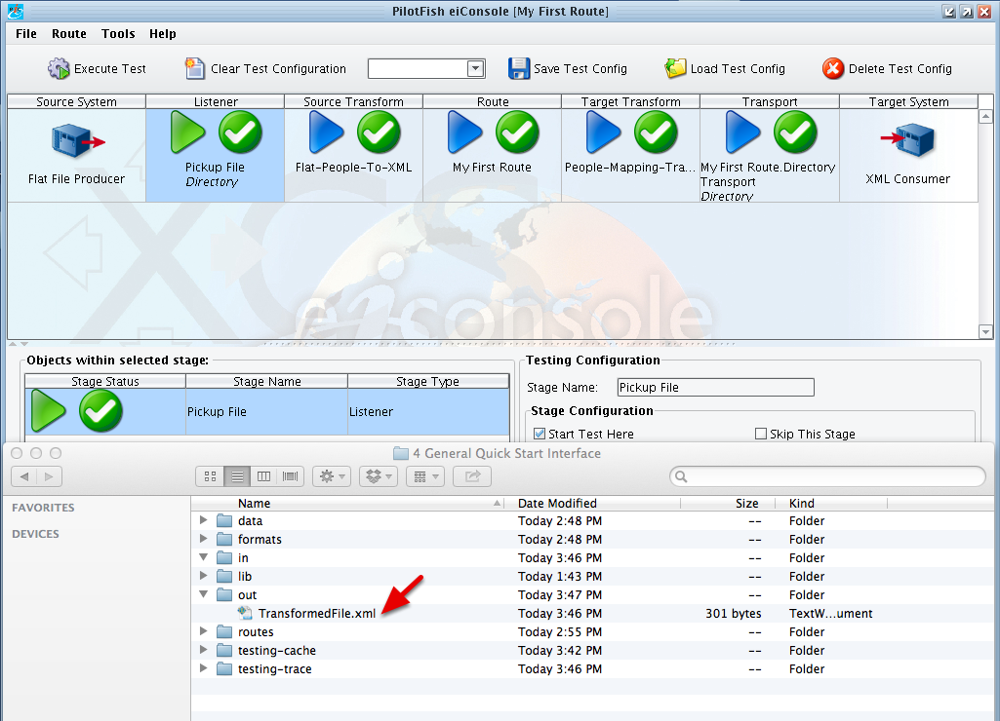 PilotFish eiConsole [My First Route]
File Route Tools Help
Execute Test Clear Test Configuration Save Test Config Load Test Config Delete Test Config
Source System Listener Source Transform Route Target Transform Transport Target System
Flat File Producer
Pickup File
Directory
Flat-People-To-XML
My First Route
People-Mapping-Tra...
My First Route.Directory
Transport
Directory
XML Consumer
XCS
eiconsole
Objects within selected stage:
Stage Status Stage Name Stage Type
Pickup File Listener
Testing Configuration
Stage Name: Pickup File
Stage Configuration
Start Test Here Skip This Stage
4 General Quick Start Interface
FAVORITES
DEVICES
Name Date Modified Size Kind
data Today 2:48 PM -- Folder
formats Today 2:48 PM -- Folder
in Today 3:46 PM -- Folder
lib Today 1:43 PM -- Folder
out Today 3:47 PM -- Folder
TransformedFile.xml Today 3:46 PM 301 bytes TextW...ument
routes Today 2:55 PM -- Folder
testing-cache Today 3:42 PM -- Folder
testing-trace Today 3:46 PM -- Folder